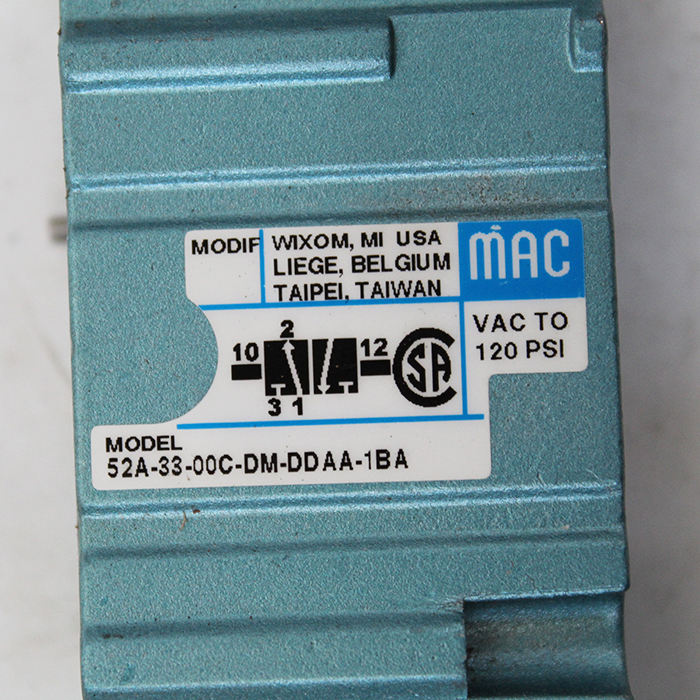 MODIF
WIXOM, MI USA
LIEGE, BELGIUM
TAIPEI, TAIWAN
MAC
VAC TO
120 PSI
2
10
12
3 1
SA
MODEL
52A-33-00C-DM-DDAA-1BA